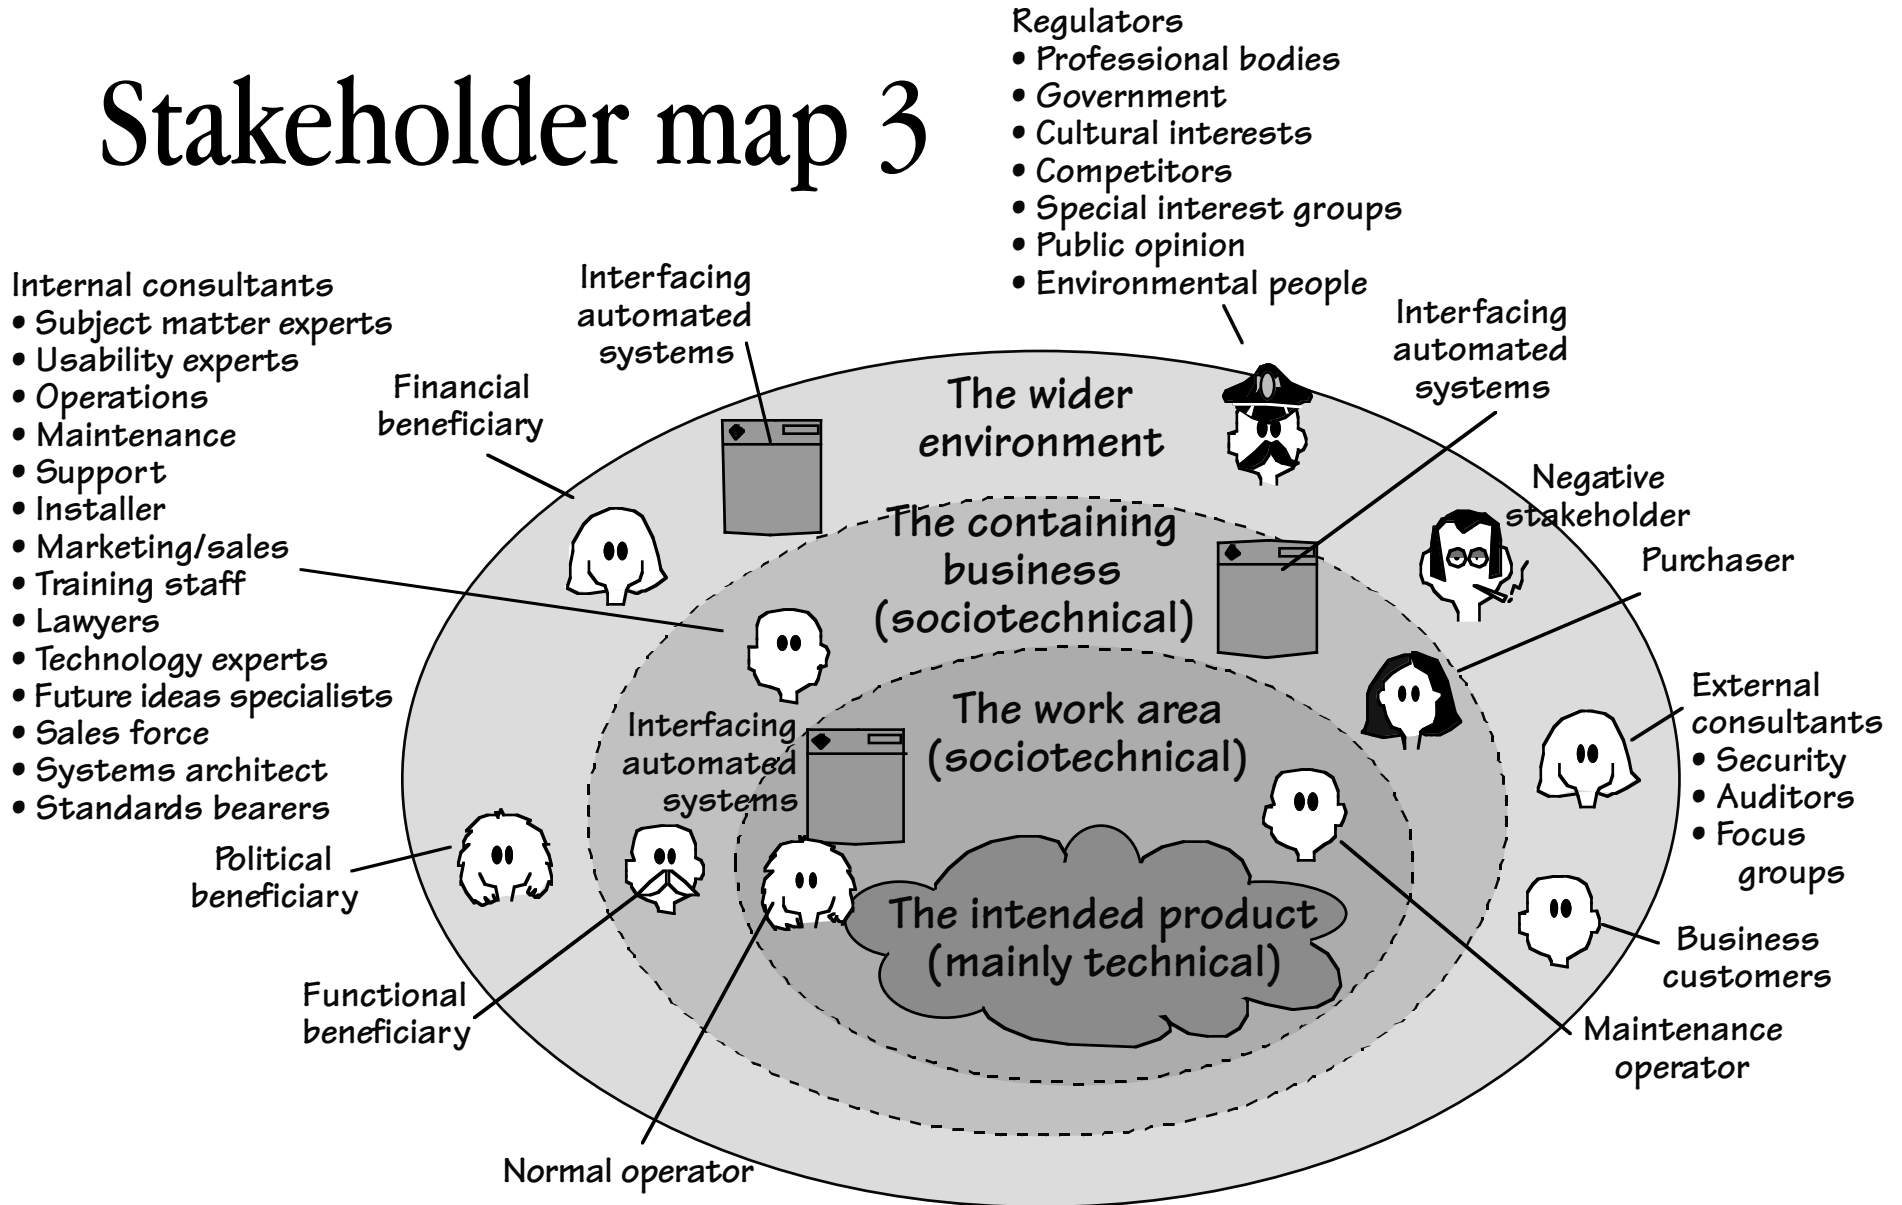 Stakeholder map 3
Regulators
• Professional bodies
• Government
• Cultural interests
• Competitors
• Special interest groups
• Public opinion
• Environmental people
Internal consultants
• Subject matter experts
• Usability experts
• Operations
• Maintenance
• Support
• Installer
• Marketing/sales
• Training staff
• Lawyers
• Technology experts
• Future ideas specialists
• Sales force
• Systems architect
• Standards bearers
Financial
beneficiary
Interfacing
automated
systems
Interfacing
automated
systems
The wider
environment
Negative
stakeholder
Purchaser
The containing
business
(sociotechnical)
External
consultants
• Security
• Auditors
• Focus
groups
Interfacing
automated
systems
The work area
(sociotechnical)
Political
beneficiary
The intended product
(mainly technical)
Business
customers
Functional
beneficiary
Maintenance
operator
Normal operator